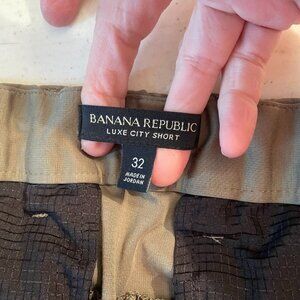 BANANA REPUBLIC
LUXE CITY SHORT
32
MADE IN
JORDAN